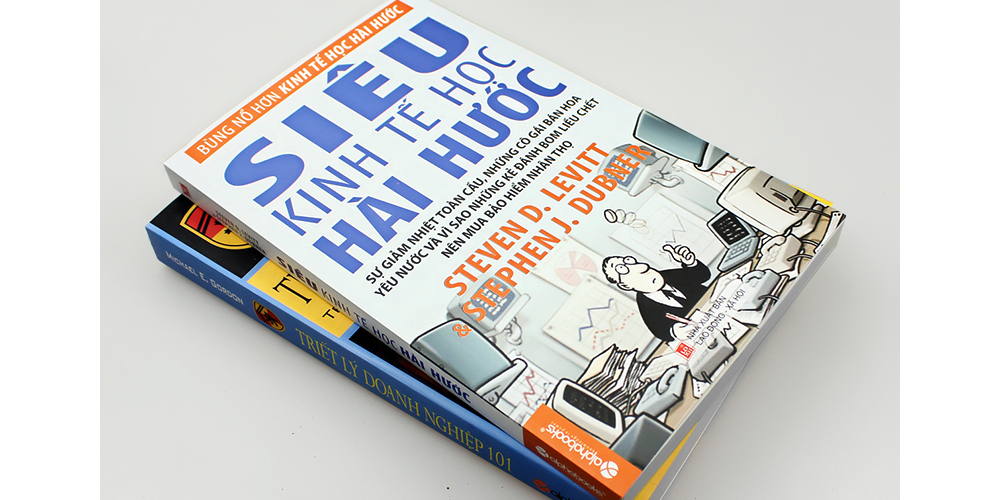 BÙNG NỔ HƠN KINH TẾ HỌC HÀI HƯỚC
SIÊU
KINH TẾ HỌC
HÀI HƯỚC
SỰ GIẢM NHIỆT TOÀN CẦU, NHỮNG CÔ GÁI BÁN HOA
YÊU NƯỚC VÀ VÌ SAO NHỮNG KẺ ĐÁNH BOM LIỀU CHẾT
NÊN MUA BẢO HIỂM NHÂN THỌ
STEVEN D. LEVITT
& STEPHEN J. DUBNER
NHÀ XUẤT BẢN
LAO ĐỘNG - XÃ HỘI
alphabooks
SIÊU KINH TẾ HỌC HÀI HƯỚC
MICHAEL E. GORDON
TRIẾT LÝ DOANH NGHIỆP 101
alphabooks